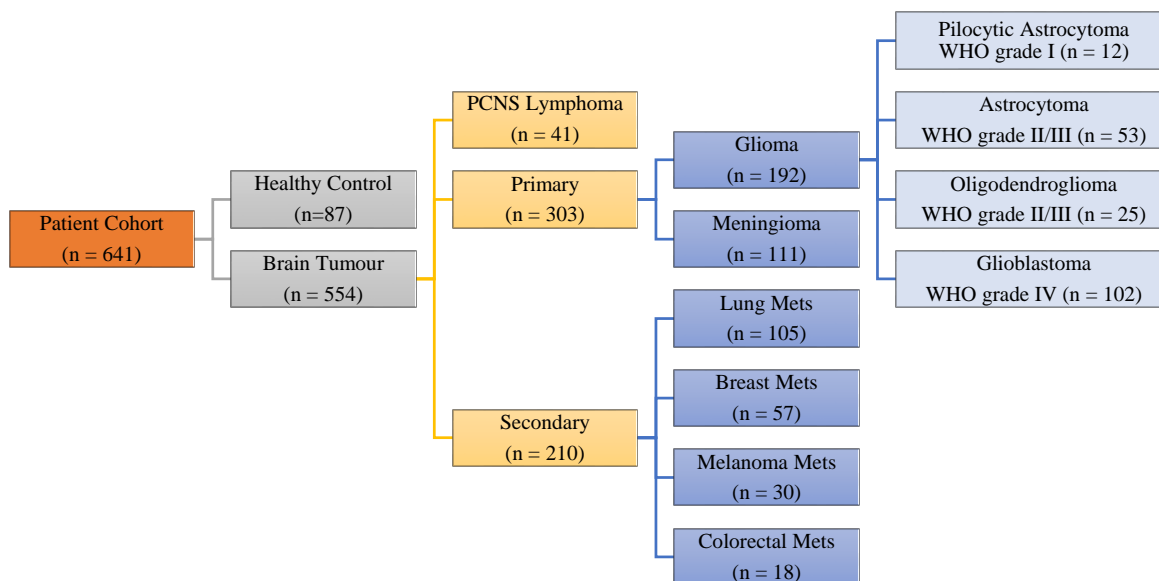 Patient Cohort
(n = 641)
Healthy Control
(n=87)
Brain Tumour
(n = 554)
PCNS Lymphoma
(n = 41)
Primary
(n = 303)
Secondary
(n = 210)
Glioma
(n = 192)
Meningioma
(n = 111)
Lung Mets
(n = 105)
Breast Mets
(n = 57)
Melanoma Mets
(n = 30)
Colorectal Mets
(n = 18)
Pilocytic Astrocytoma
WHO grade I (n = 12)
Astrocytoma
WHO grade II/III (n = 53)
Oligodendroglioma
WHO grade II/III (n = 25)
Glioblastoma
WHO grade IV (n = 102)